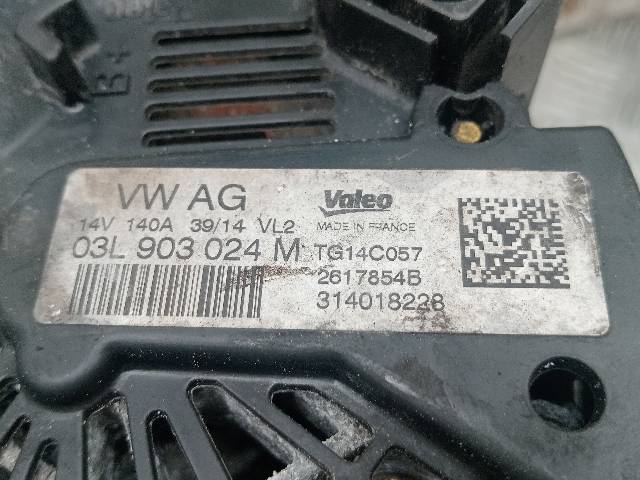 B+
VW AG
14V 140A 39/14 VL2
03L 903 024 M
Valeo
MADE IN FRANCE
TG14C057
2617854B
314018228